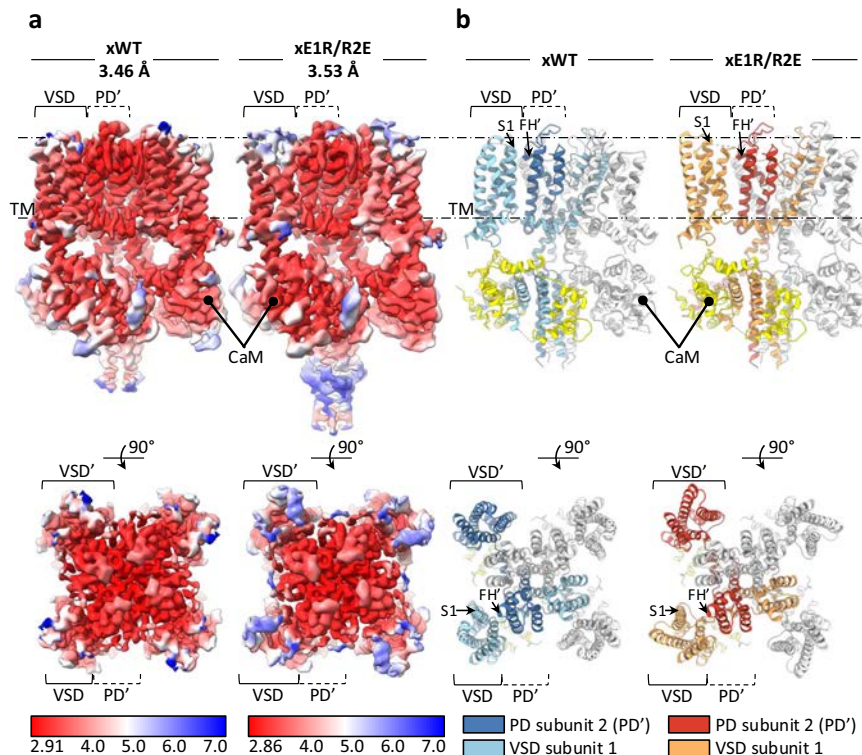 a
xWT
3.46 Å
xE1R/R2E
3.53 Å
VSD PD’
VSD PD’
TM
CaM
90°
90°
VSD’
VSD’
VSD PD’
VSD PD’
2.91 4.0 5.0 6.0 7.0
2.86 4.0 5.0 6.0 7.0
b
xWT
xE1R/R2E
VSD PD’
VSD PD’
S1 FH’
S1 FH’
TM
CaM
90°
90°
VSD’
VSD’
S1 FH’
S1 FH’
VSD PD’
VSD PD’
PD subunit 2 (PD’)
VSD subunit 1
PD subunit 2 (PD’)
VSD subunit 1